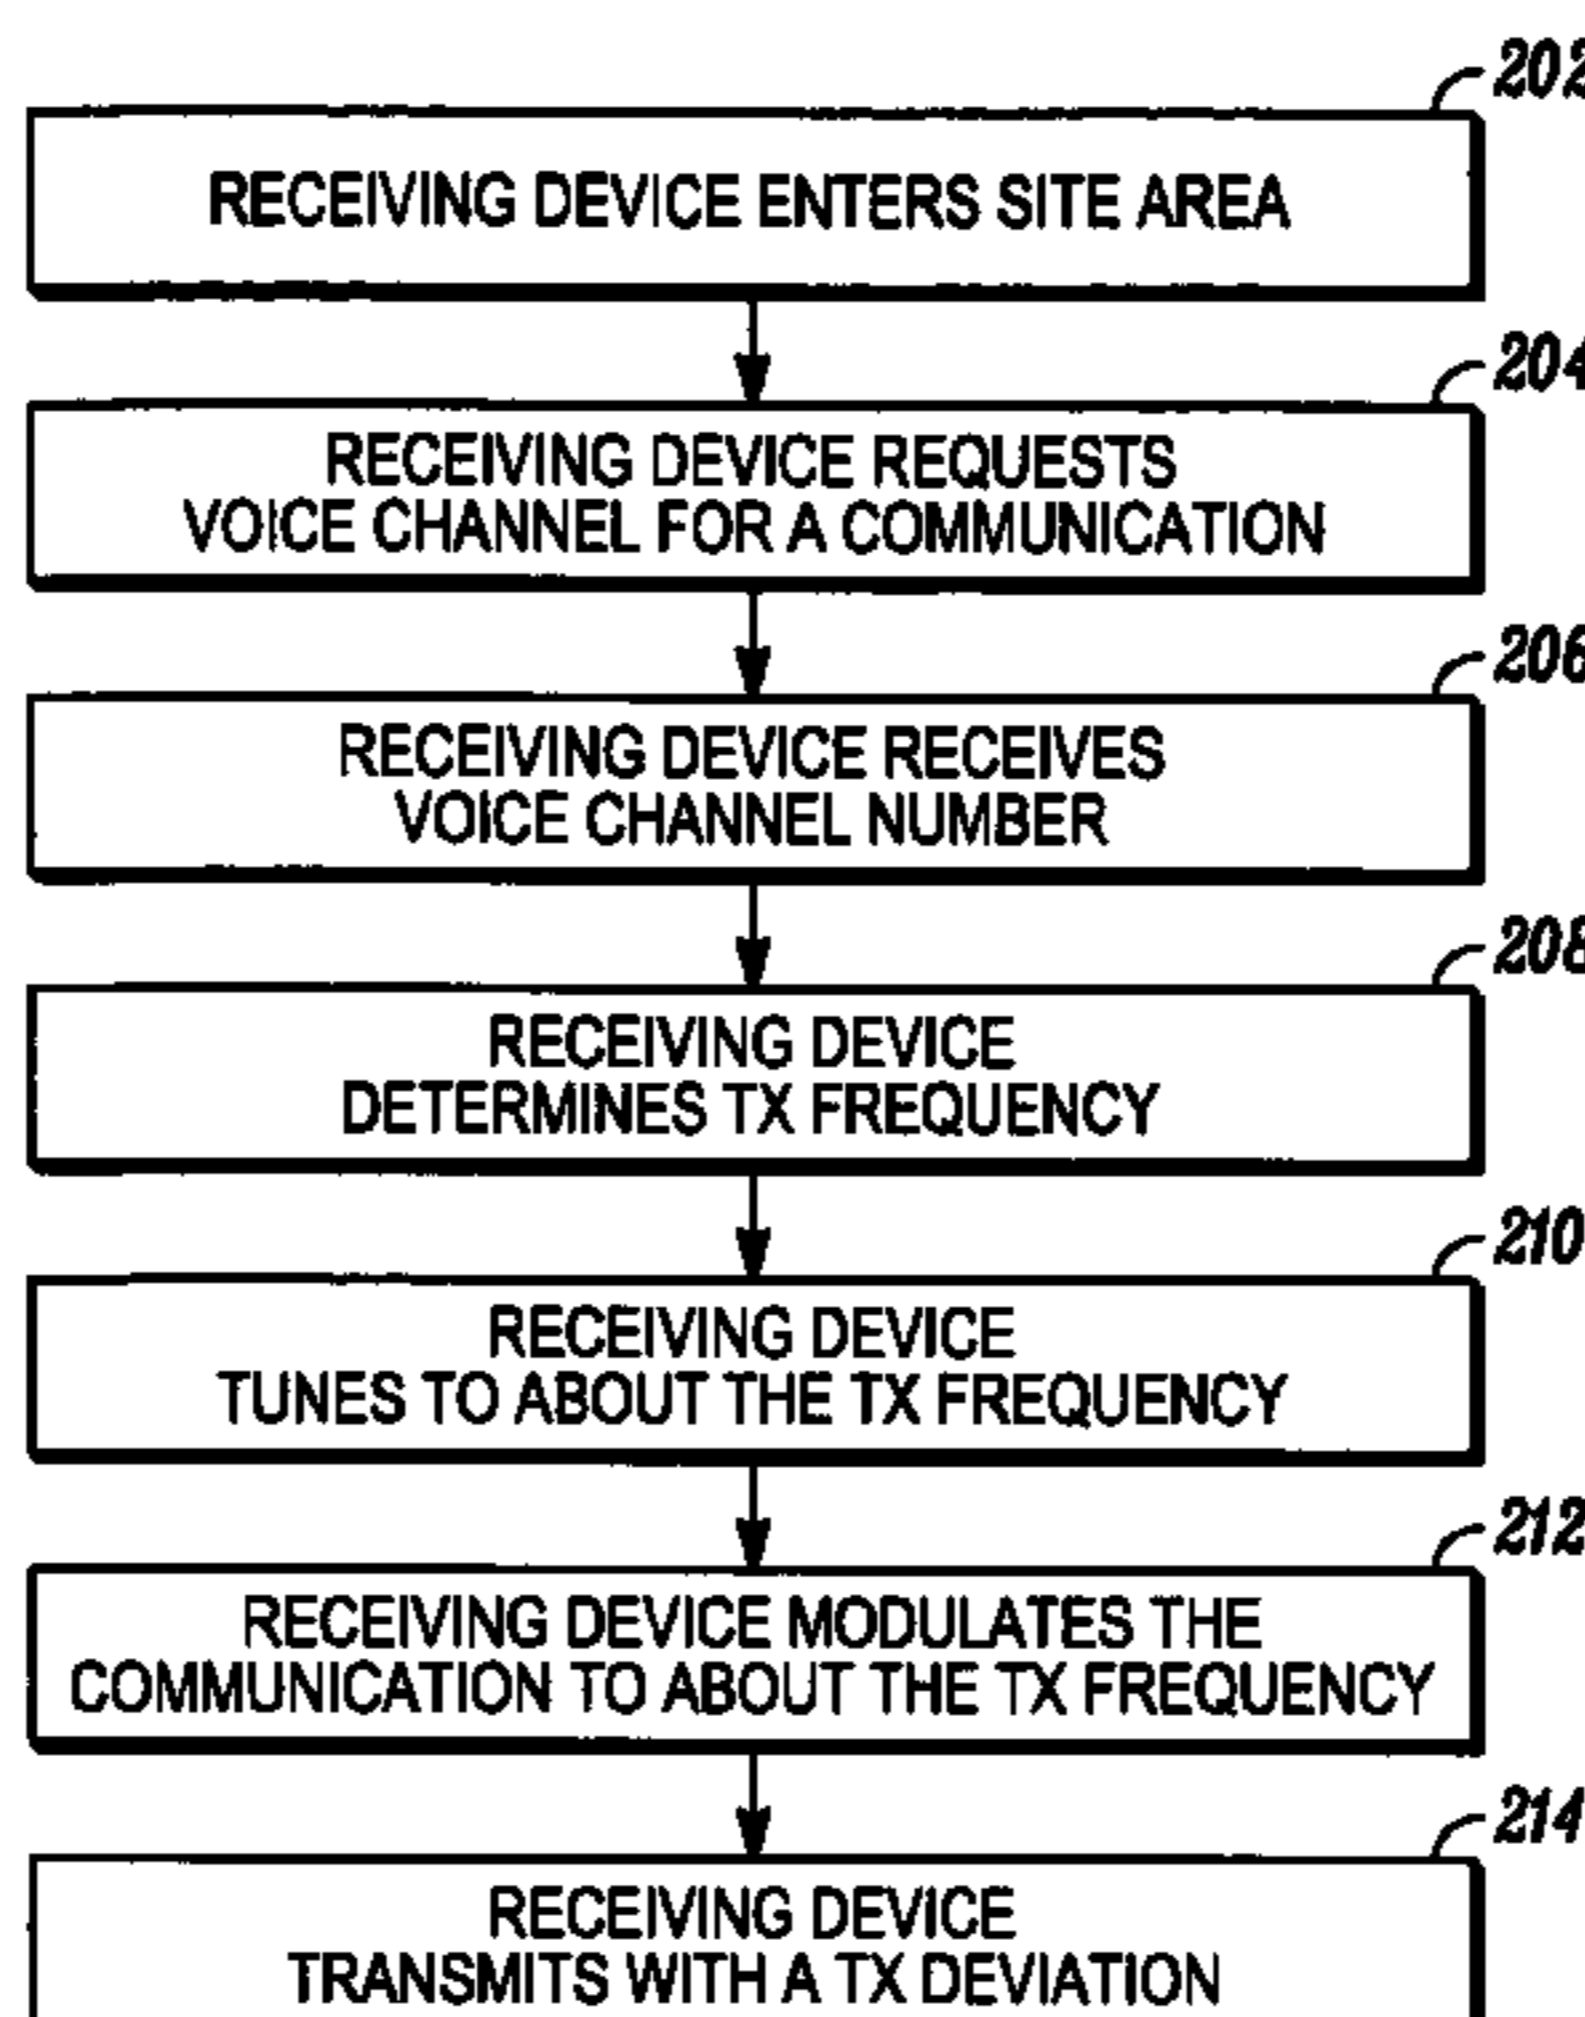 202
RECEIVING DEVICE ENTERS SITE AREA
204
RECEIVING DEVICE REQUESTS
VOICE CHANNEL FOR A COMMUNICATION
206
RECEIVING DEVICE RECEIVES
VOICE CHANNEL NUMBER
208
RECEIVING DEVICE
DETERMINES TX FREQUENCY
210
RECEIVING DEVICE
TUNES TO ABOUT THE TX FREQUENCY
212
RECEIVING DEVICE MODULATES THE
COMMUNICATION TO ABOUT THE TX FREQUENCY
214
RECEIVING DEVICE
TRANSMITS WITH A TX DEVIATION